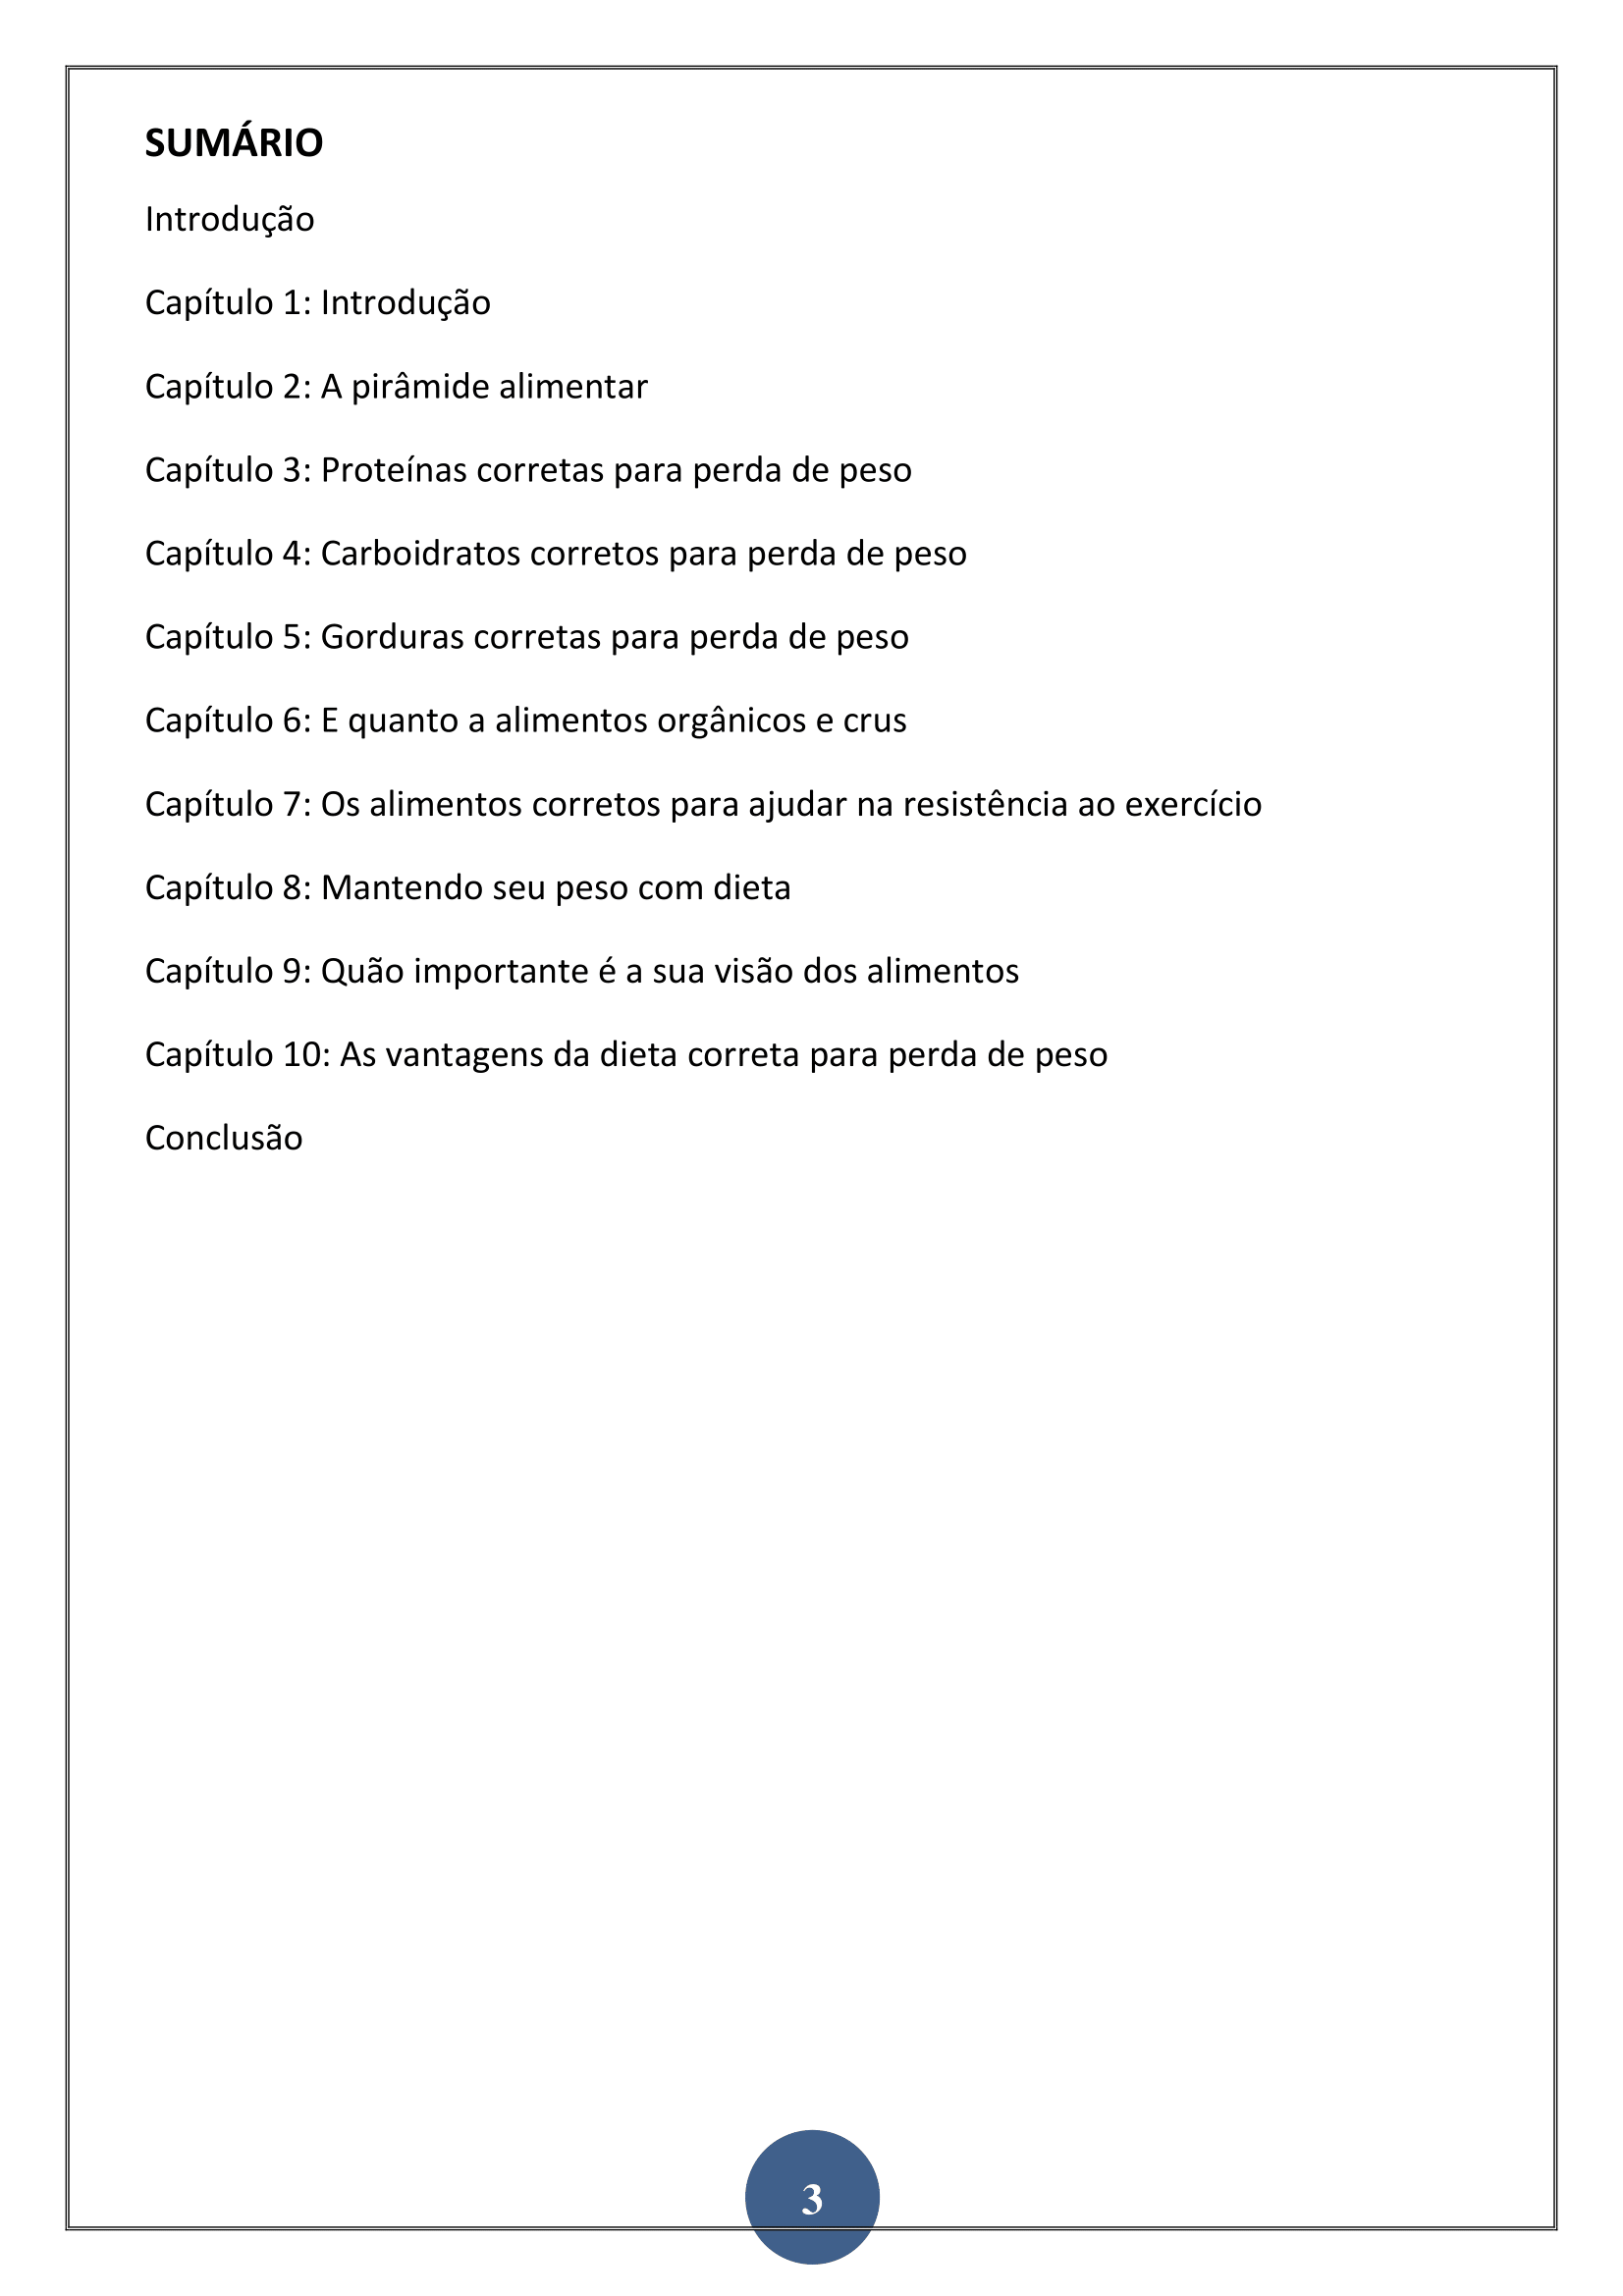 SUMÁRIO
Introdução
Capítulo 1: Introdução
Capítulo 2: A pirâmide alimentar
Capítulo 3: Proteínas corretas para perda de peso
Capítulo 4: Carboidratos corretos para perda de peso
Capítulo 5: Gorduras corretas para perda de peso
Capítulo 6: E quanto a alimentos orgânicos e crus
Capítulo 7: Os alimentos corretos para ajudar na resistência ao exercício
Capítulo 8: Mantendo seu peso com dieta
Capítulo 9: Quão importante é a sua visão dos alimentos
Capítulo 10: As vantagens da dieta correta para perda de peso
Conclusão
3